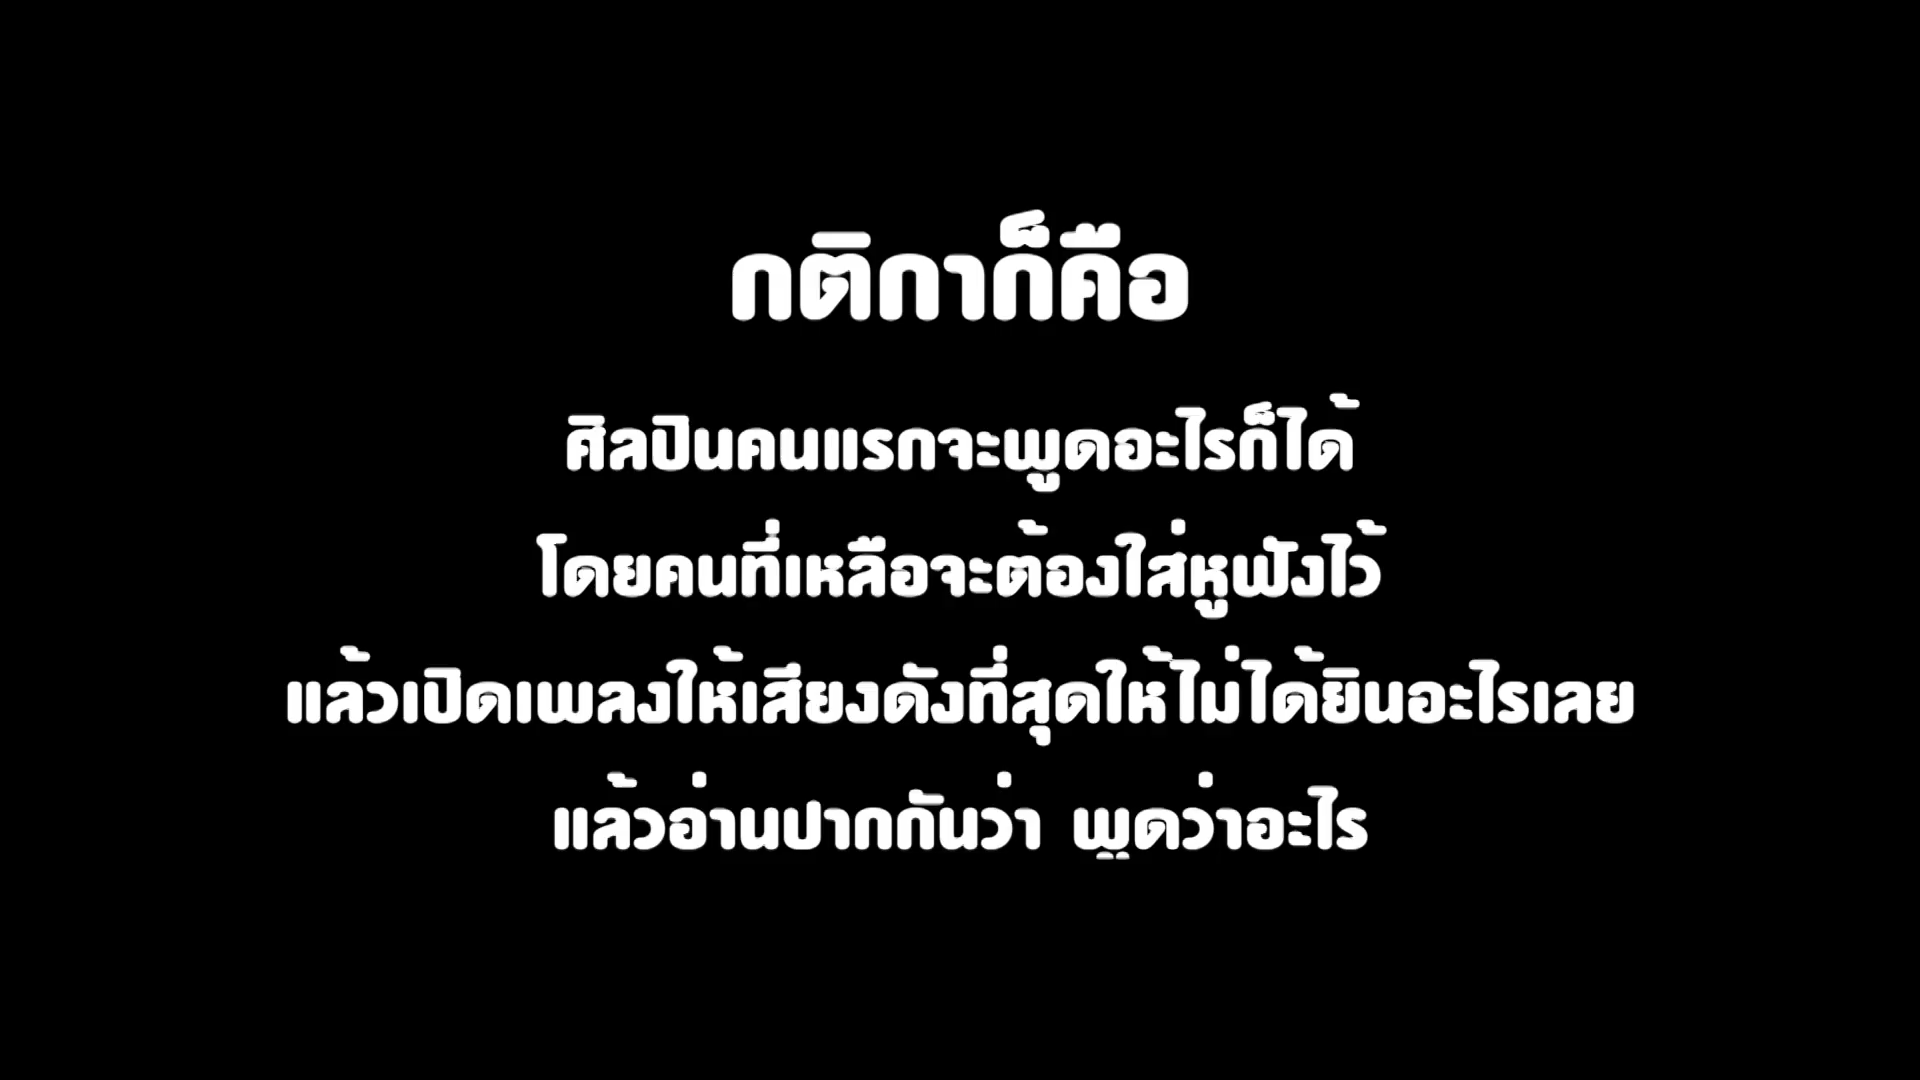 กติกาก็คือ
ศิลปินคนแรกจะพูดอะไรก็ได้
โดยคนที่เหลือจะต้องใส่หูฟังไว้
แล้วเปิดเพลงให้เสียงดังที่สุดให้ไม่ได้ยินอะไรเลย
แล้วอ่านปากกันว่า พูดว่าอะไร